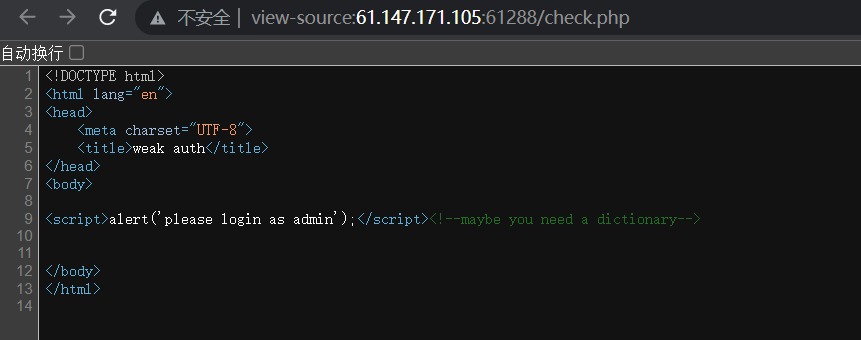 不安全 | view-source:61.147.171.105:61288/check.php
自动换行
1 <!DOCTYPE html>
2 <html lang="en">
3 <head>
4 <meta charset="UTF-8">
5 <title>weak auth</title>
6 </head>
7 <body>
8
9 <script>alert('please login as admin');</script><!--maybe you need a dictionary-->
10
11
12 </body>
13 </html>
14